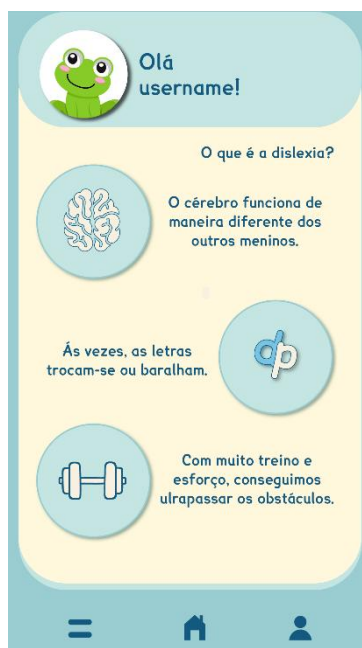 Olá
username!
O que é a dislexia?
O cérebro funciona de
maneira diferente dos
outros meninos.
Ás vezes, as letras
trocam-se ou baralham.
dp
Com muito treino e
esforço, conseguimos
ulrapassar os obstáculos.